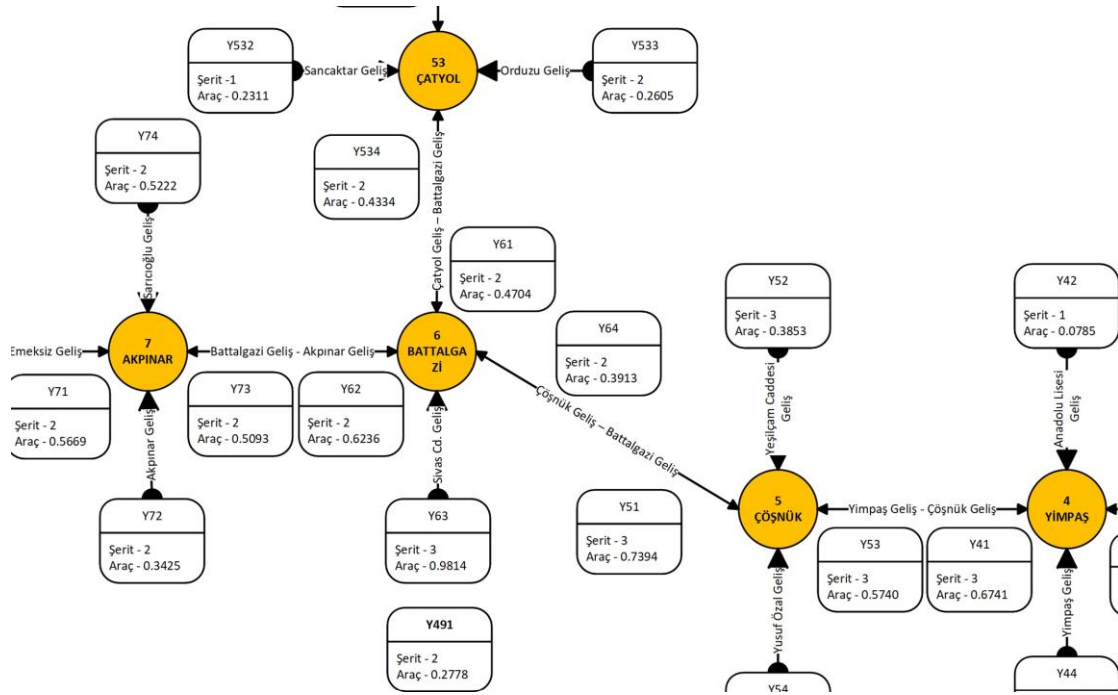 Y532
Şerit -1
Araç - 0.2311
Sancaktar Geliş
53
ÇATYOL
Orduzu Geliş
Y533
Şerit - 2
Araç - 0.2605
Y74
Şerit - 2
Araç - 0.5222
Y534
Şerit - 2
Araç - 0.4334
Çatyol Geliş – Battalgazi Geliş
Sarıcıoğlu Geliş
Y61
Şerit - 2
Araç - 0.4704
Y52
Şerit - 3
Araç - 0.3853
Y42
Şerit - 1
Araç - 0.0785
Emeksiz Geliş
7
AKPINAR
Battalgazi Geliş - Akpınar Geliş
6
BATTALGA
Zİ
Y64
Şerit - 2
Araç - 0.3913
Y71
Şerit - 2
Araç - 0.5669
Akpınar Geliş
Y73
Şerit - 2
Araç - 0.5093
Y62
Şerit - 2
Araç - 0.6236
Sivas Cd. Geliş
Çöşnük Geliş – Battalgazi Geliş
Yeşilçam Caddesi
Geliş
Anadolu Lisesi
Geliş
Y72
Şerit - 2
Araç - 0.3425
Y63
Şerit - 3
Araç - 0.9814
Y51
Şerit - 3
Araç - 0.7394
5
ÇÖŞNÜK
Yimpaş Geliş - Çöşnük Geliş
4
YİMPAŞ
Y53
Şerit - 3
Araç - 0.5740
Y41
Şerit - 3
Araç - 0.6741
Yusuf Özal Geliş
Yimpaş Geliş
Y491
Şerit - 2
Araç - 0.2778
Y54
Y44